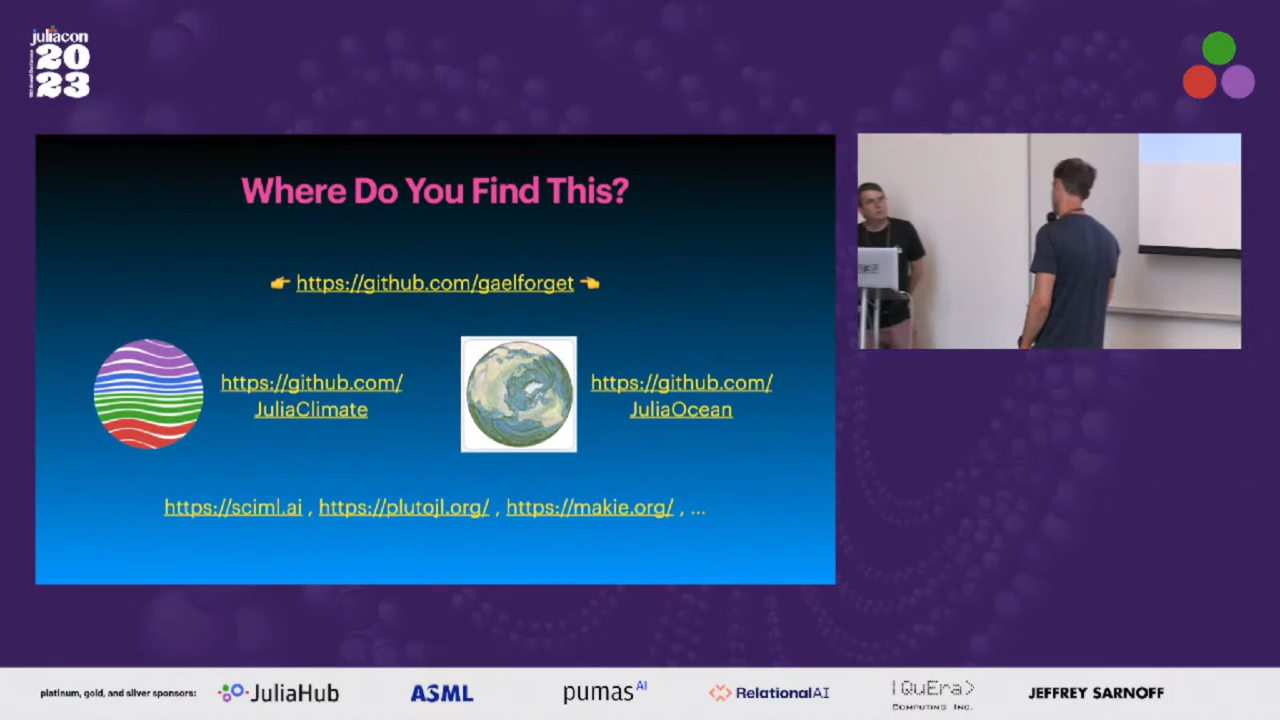 juliacon
20
23
Where Do You Find This?
👉 https://github.com/gaelforget 👈
https://github.com/
JuliaClimate
https://github.com/
JuliaOcean
https://sciml.ai , https://plutojl.org/ , https://makie.org/ , ...
platinum, gold, and silver sponsors:
JuliaHub
ASML
pumas AI
RelationalAI
|QuEra>
Computing Inc.
JEFFREY SARNOFF